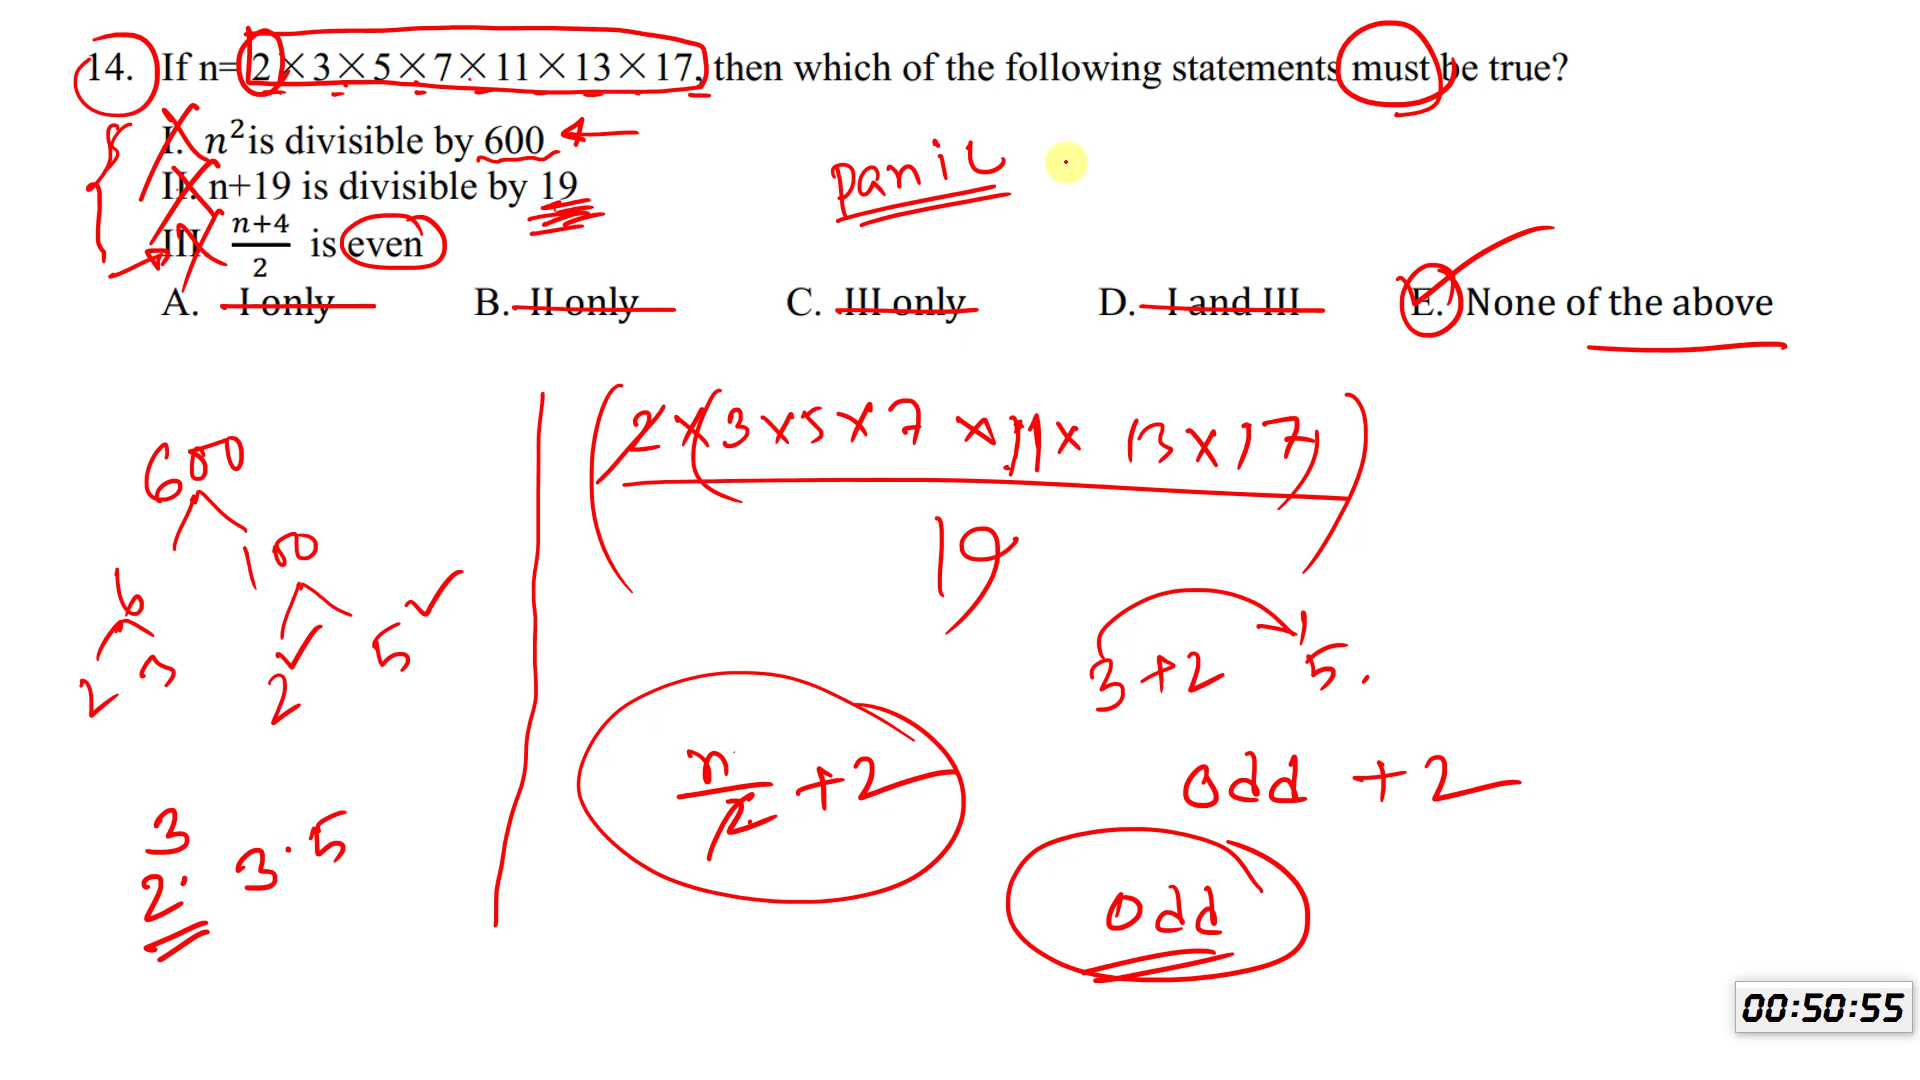 14. If n= 2×3×5×7×11×13×17, then which of the following statements must be true?
I. n² is divisible by 600
II. n+19 is divisible by 19
III. n+4/2 is even
A. I only B. II only C. III only D. I and III E. None of the above
panic
600
6 100
2 3 2 5
3
2. 3.5
2×(3×5×7×11×13×17)
19
3+2 5.
n/2 +2
odd +2
odd
00:50:55